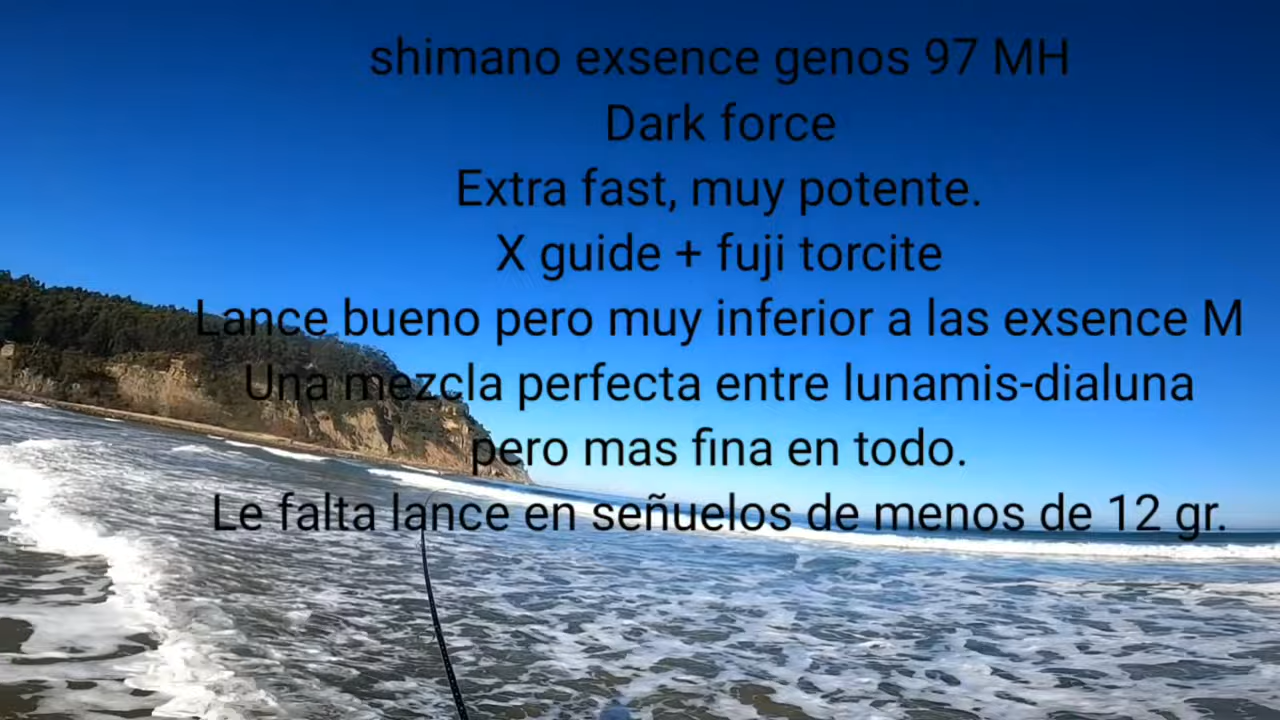 shimano exsence genos 97 MH
Dark force
Extra fast, muy potente.
X guide + fuji torcite
Lance bueno pero muy inferior a las exsence M
Una mezcla perfecta entre lunamis-dialuna
pero mas fina en todo.
Le falta lance en señuelos de menos de 12 gr.